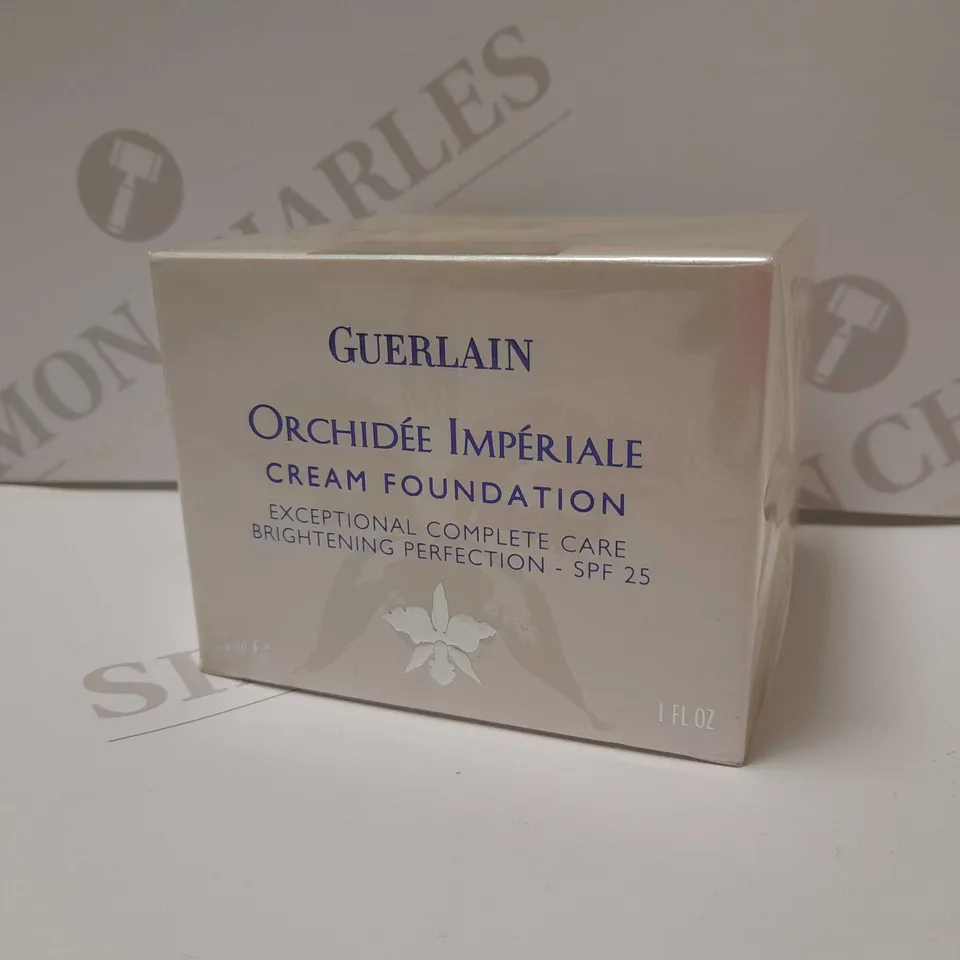 GUERLAIN
ORCHIDÉE IMPÉRIALE
CREAM FOUNDATION
EXCEPTIONAL COMPLETE CARE
BRIGHTENING PERFECTION - SPF 25
1 FL OZ